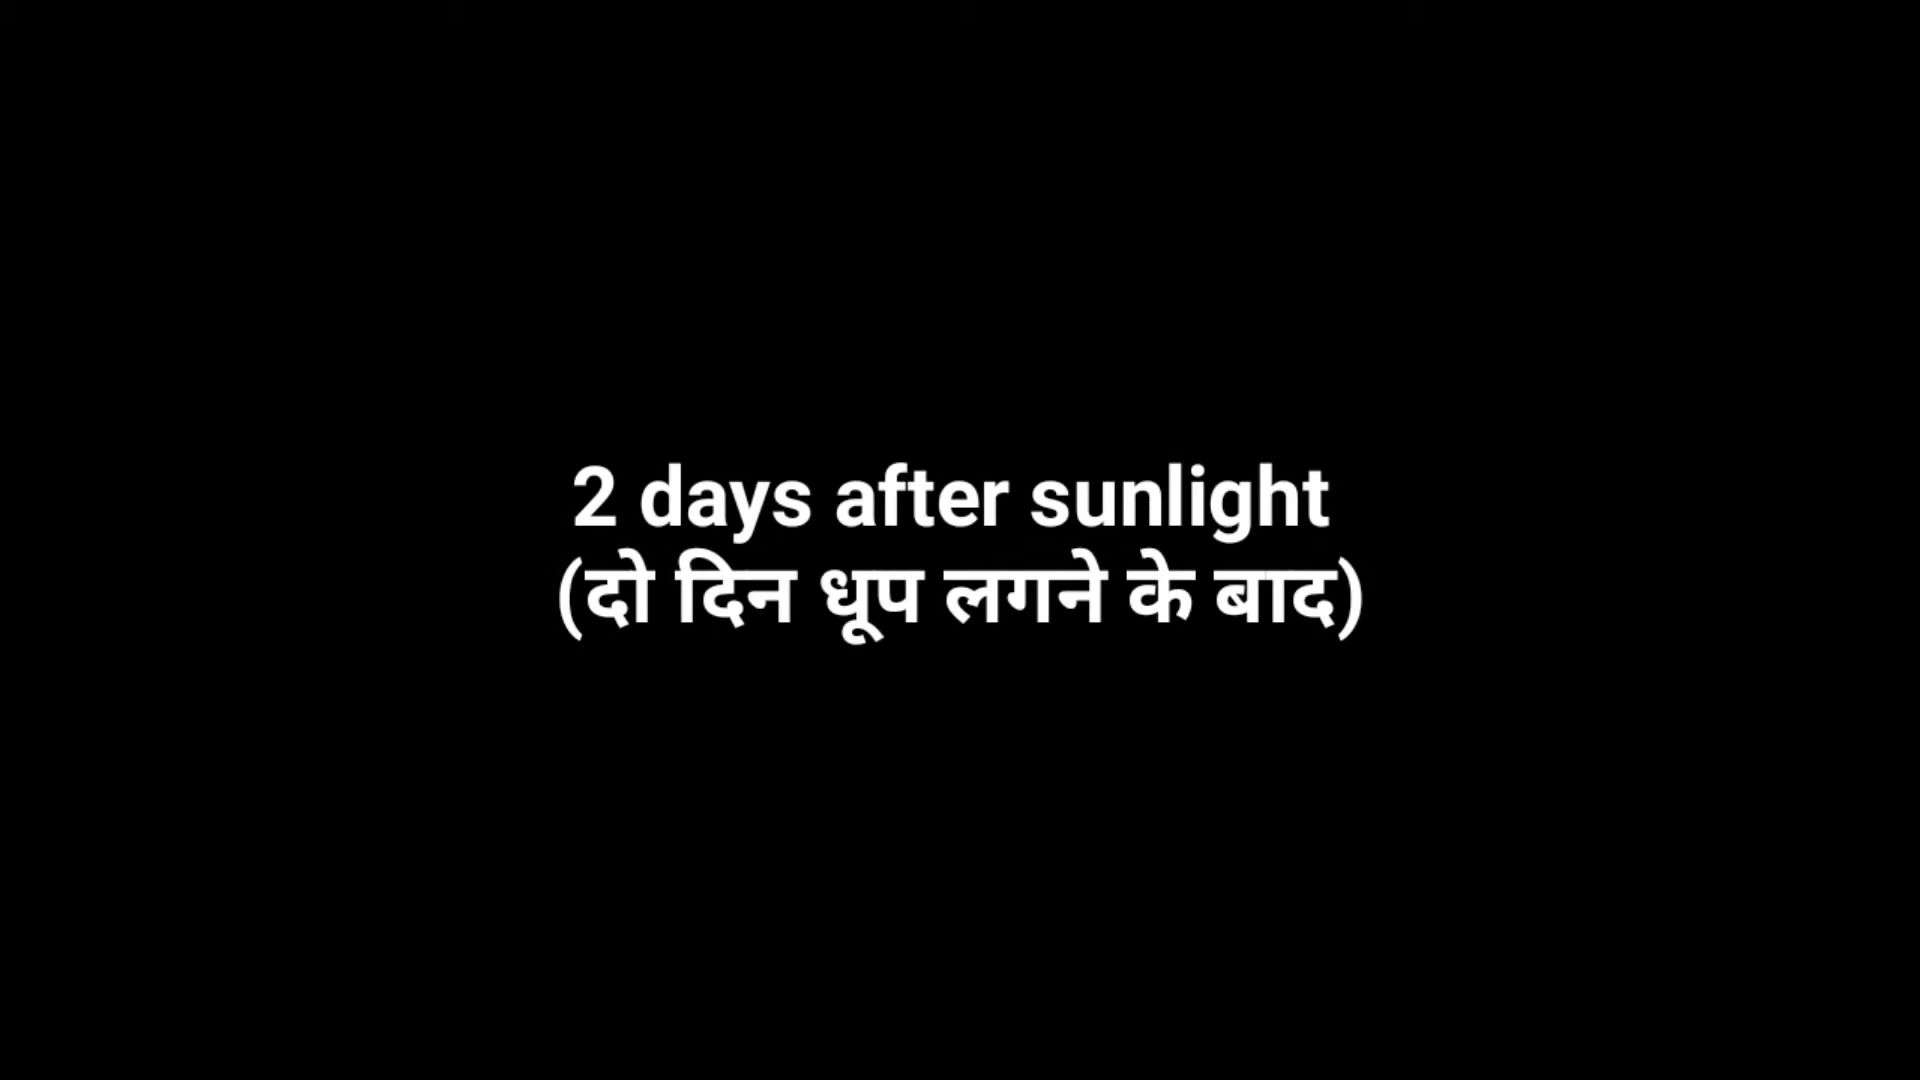 2 days after sunlight
(दो दिन धूप लगने के बाद)